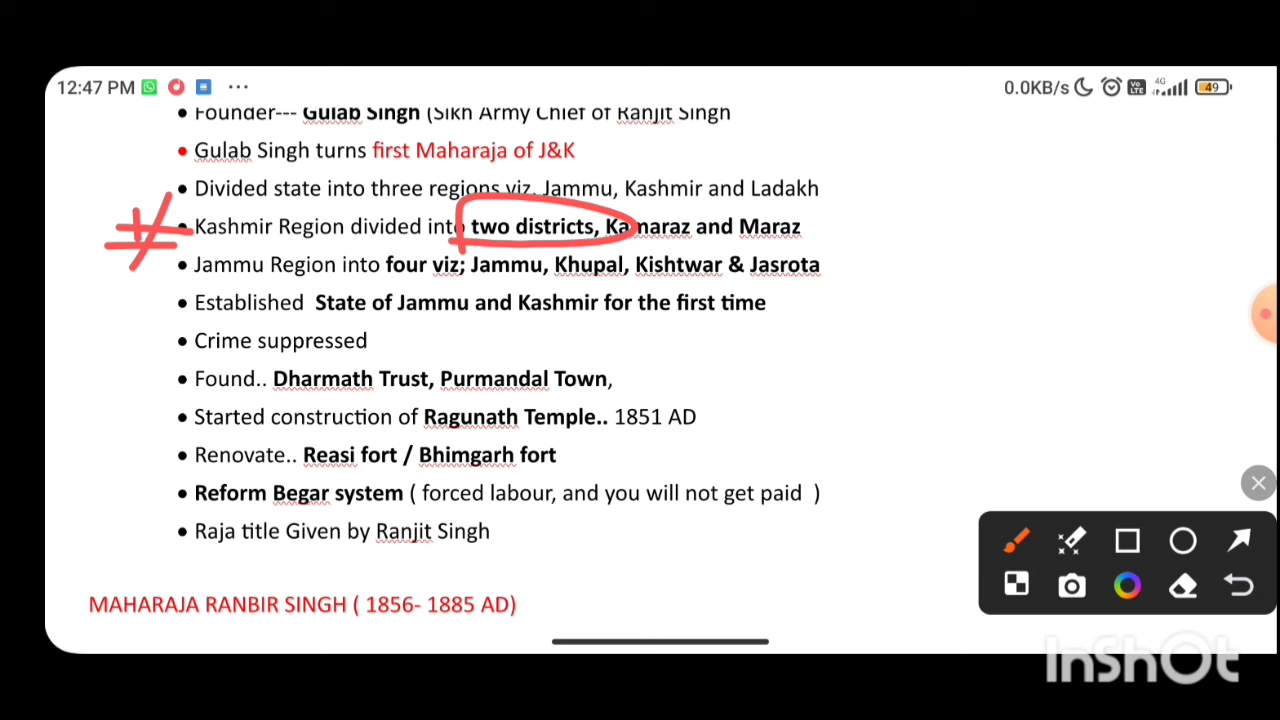 12:47 PM ... 0.0KB/s Vo LTE 4G 49
• Founder--- Gulab Singh (Sikh Army Chief of Ranjit Singh
• Gulab Singh turns first Maharaja of J&K
• Divided state into three regions viz. Jammu, Kashmir and Ladakh
• Kashmir Region divided into two districts, Kamaraz and Maraz
• Jammu Region into four viz; Jammu, Khupal, Kishtwar & Jasrota
• Established State of Jammu and Kashmir for the first time
• Crime suppressed
• Found.. Dharmath Trust, Purmandal Town,
• Started construction of Ragunath Temple.. 1851 AD
• Renovate.. Reasi fort / Bhimgarh fort
• Reform Begar system ( forced labour, and you will not get paid )
• Raja title Given by Ranjit Singh
MAHARAJA RANBIR SINGH ( 1856- 1885 AD)
InShOt